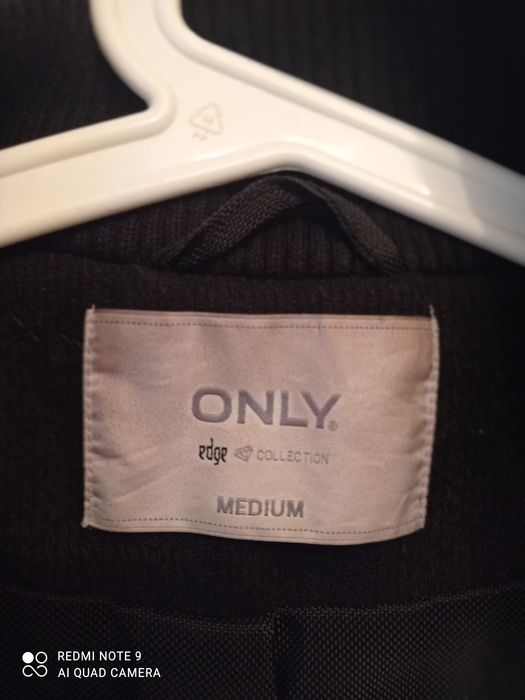 ONLY®
edge COLLECTION
MEDIUM
REDMI NOTE 9
AI QUAD CAMERA